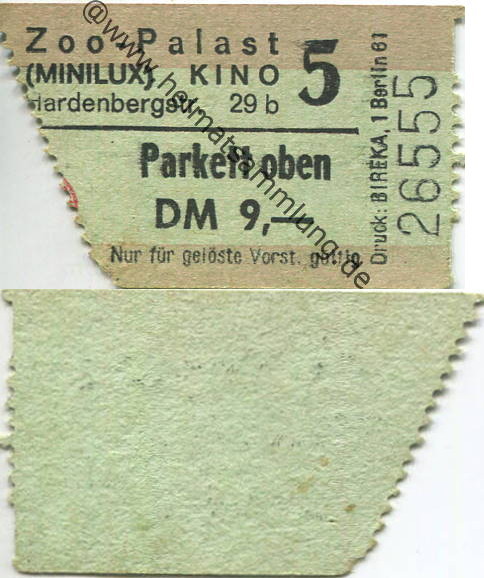 Zoo-Palast
(MINILUX) KINO 5
Hardenbergstr. 29 b
Parkett oben
DM 9,—
Nur für gelöste Vorst. gültig
Druck: BIREKA, 1 Berlin 61
26555
@www.heimatsammlung.de